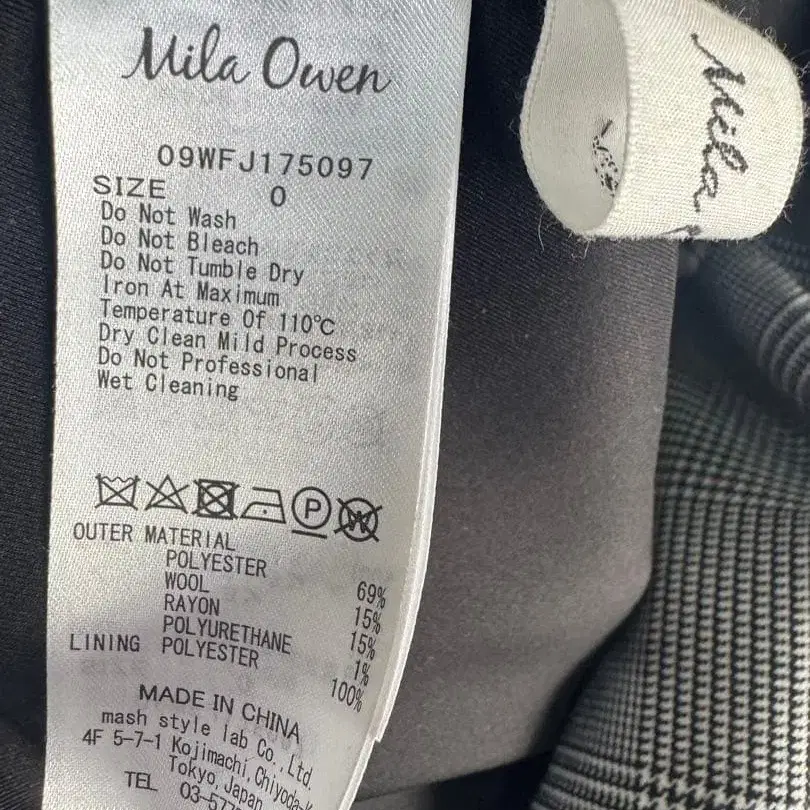 Mila Owen
09WFJ175097
SIZE 0
Do Not Wash
Do Not Bleach
Do Not Tumble Dry
Iron At Maximum
Temperature Of 110℃
Dry Clean Mild Process
Do Not Professional
Wet Cleaning
P
W
OUTER MATERIAL
POLYESTER 69%
WOOL 15%
RAYON 15%
POLYURETHANE 1%
LINING POLYESTER 100%
MADE IN CHINA
mash style lab Co.,Ltd.
4F 5-7-1 Kojimachi,Chiyoda-
Tokyo Japan
TEL 03-577
Mila